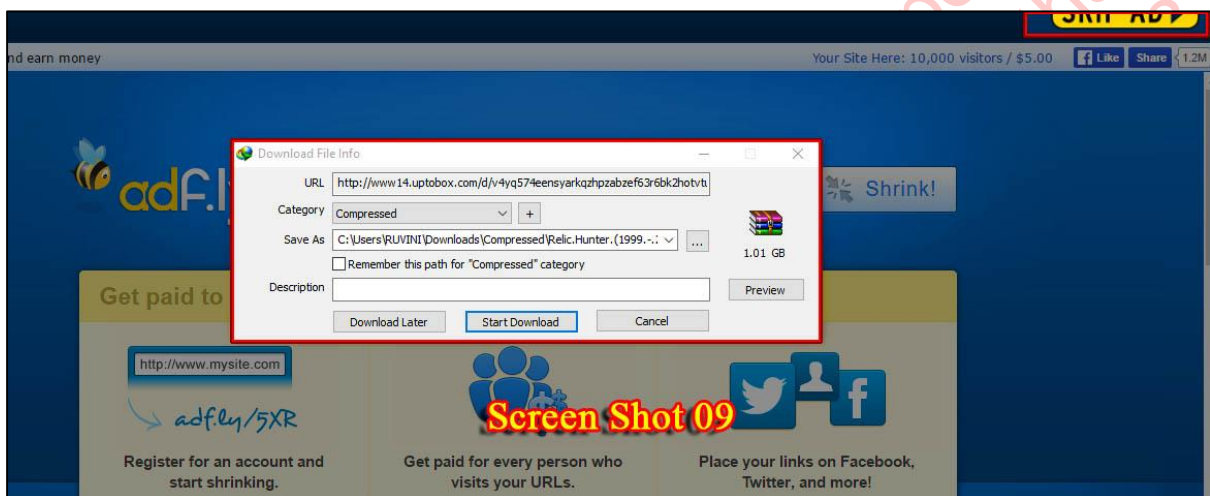 SKIP AD
nd earn money
Your Site Here: 10,000 visitors / $5.00
Like
Share
1.2M
adf.l
Shrink!
Download File Info
URL
http://www14.uptobox.com/d/v4yq574eensyarkqzhpzabzef63r6bk2hotvtu
Category
Compressed
+
Save As
C:\Users\RUVINI\Downloads\Compressed\Relic.Hunter.(1999.-.:
...
1.01 GB
Remember this path for "Compressed" category
Description
Preview
Download Later
Start Download
Cancel
Get paid to
http://www.mysite.com
adf.ly/5XR
Screen Shot 09
Register for an account and
start shrinking.
Get paid for every person who
visits your URLs.
Place your links on Facebook,
Twitter, and more!